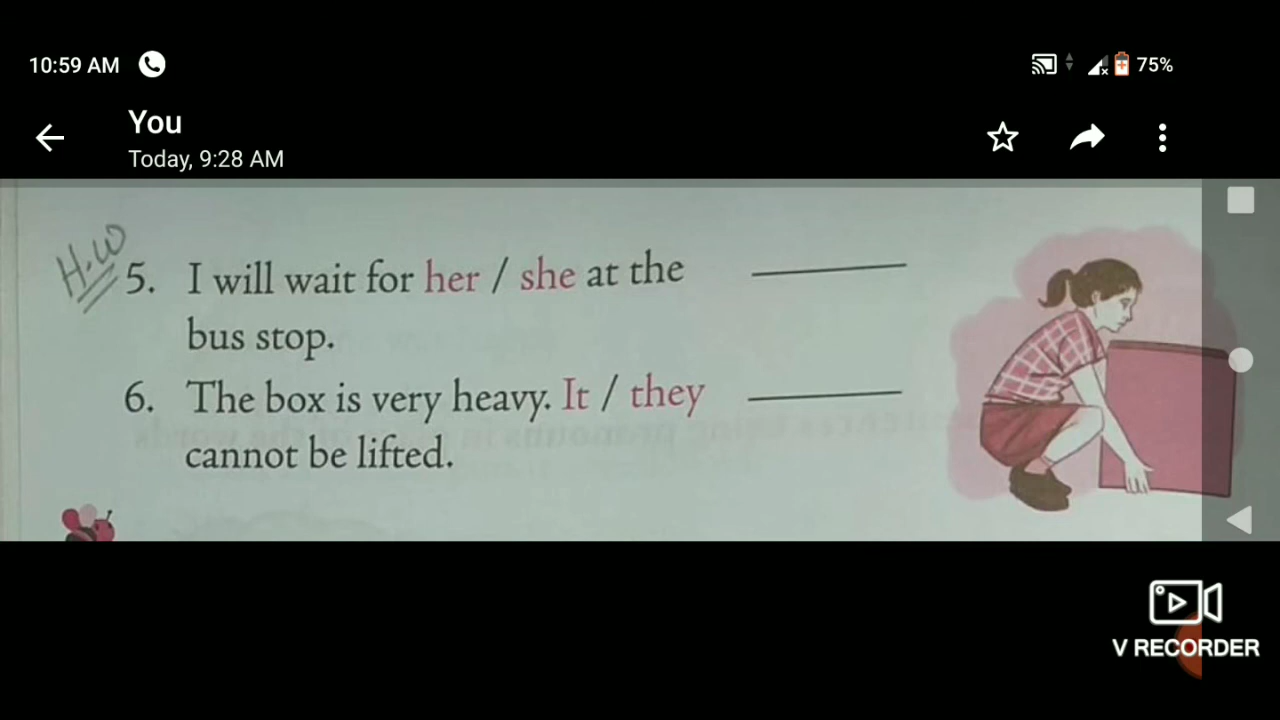 10:59 AM
75%
You
Today, 9:28 AM
H.W
5. I will wait for her / she at the
bus stop.
6. The box is very heavy. It / they
cannot be lifted.
V RECORDER